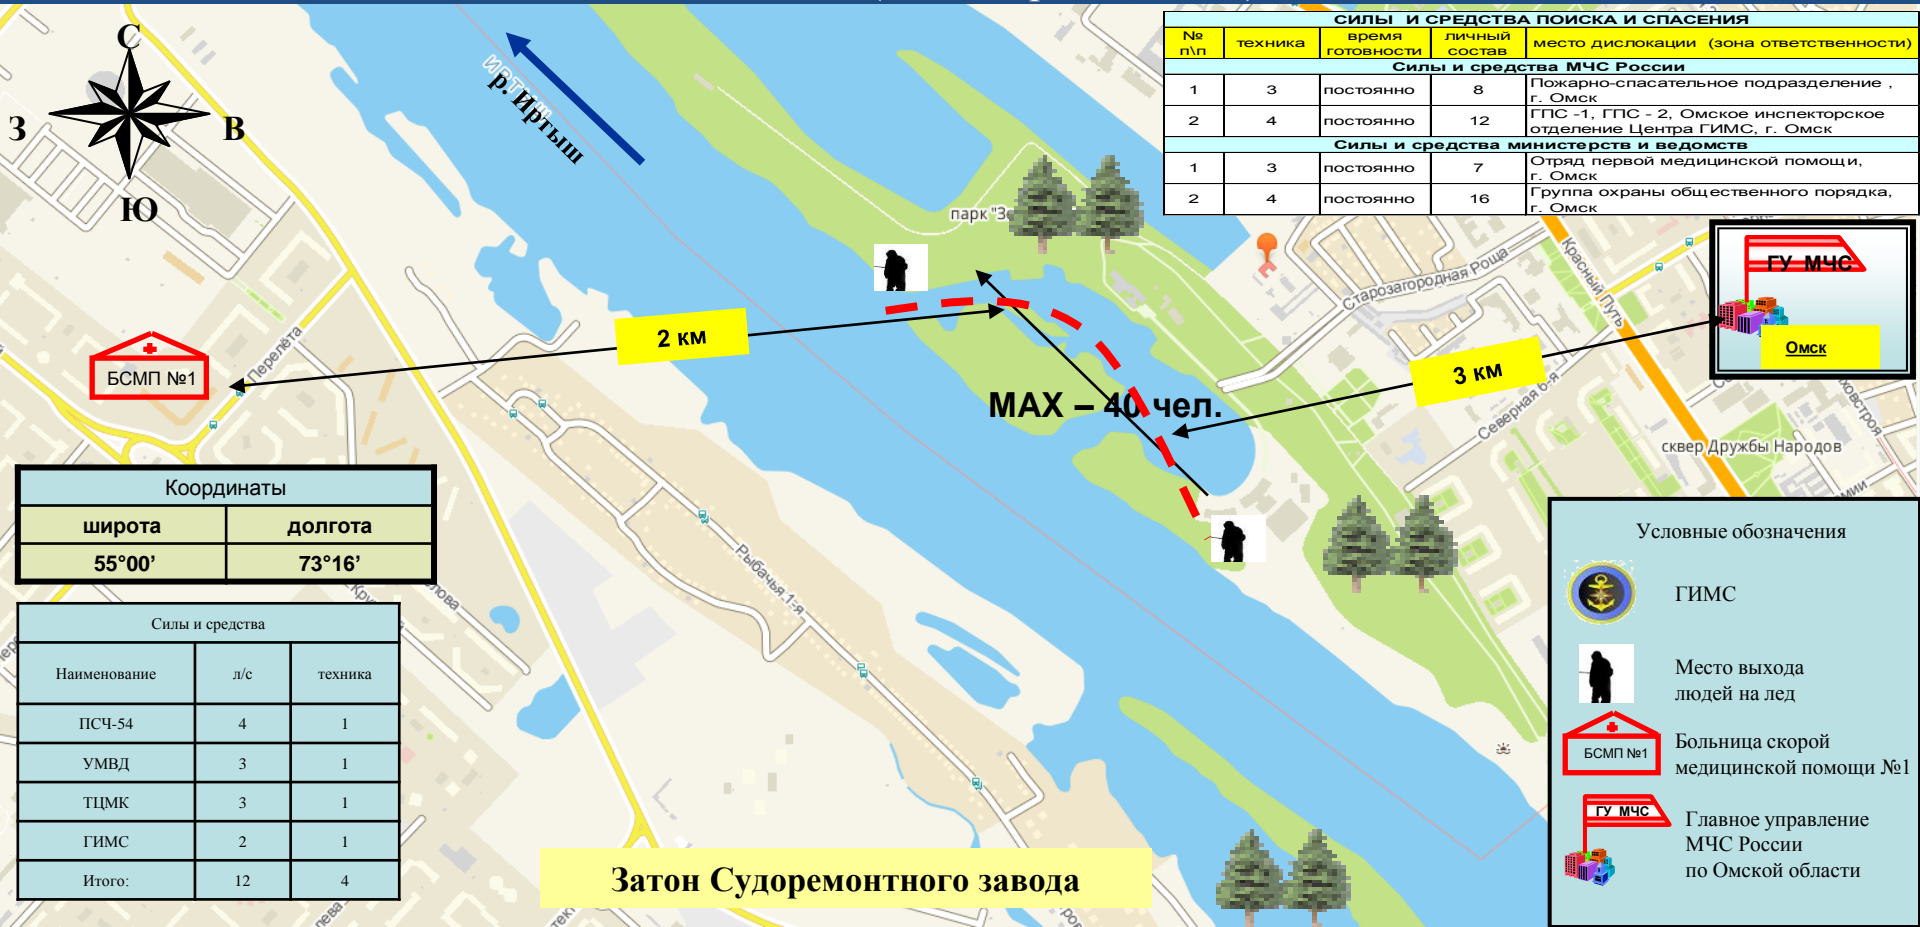 С
З
В
Ю
ИРТЫШ
р. Иртыш
СИЛЫ И СРЕДСТВА ПОИСКА И СПАСЕНИЯ
№ п\п техника время готовности личный состав место дислокации (зона ответственности)
Силы и средства МЧС России
1 3 постоянно 8 Пожарно-спасательное подразделение , г. Омск
2 4 постоянно 12 ГПС -1, ГПС - 2, Омское инспекторское отделение Центра ГИМС, г. Омск
Силы и средства министерств и ведомств
1 3 постоянно 7 Отряд первой медицинской помощи, г. Омск
2 4 постоянно 16 Группа охраны общественного порядка, г. Омск
парк
Старозагородная Роща
Красный Путь
ГУ МЧС
Омск
2 км
3 км
БСМП №1
Перелёта
МАХ – 40 чел.
Северная 6-я
сквер Дружбы Народов
Координаты
широта долгота
55°00’ 73°16’
Рыбачья 1-я
Силы и средства
Наименование л/с техника
ПСЧ-54 4 1
УМВД 3 1
ТЦМК 3 1
ГИМС 2 1
Итого: 12 4
Затон Судоремонтного завода
Условные обозначения
ГИМС
Место выхода
людей на лед
БСМП №1
Больница скорой
медицинской помощи №1
ГУ МЧС
Главное управление
МЧС России
по Омской области